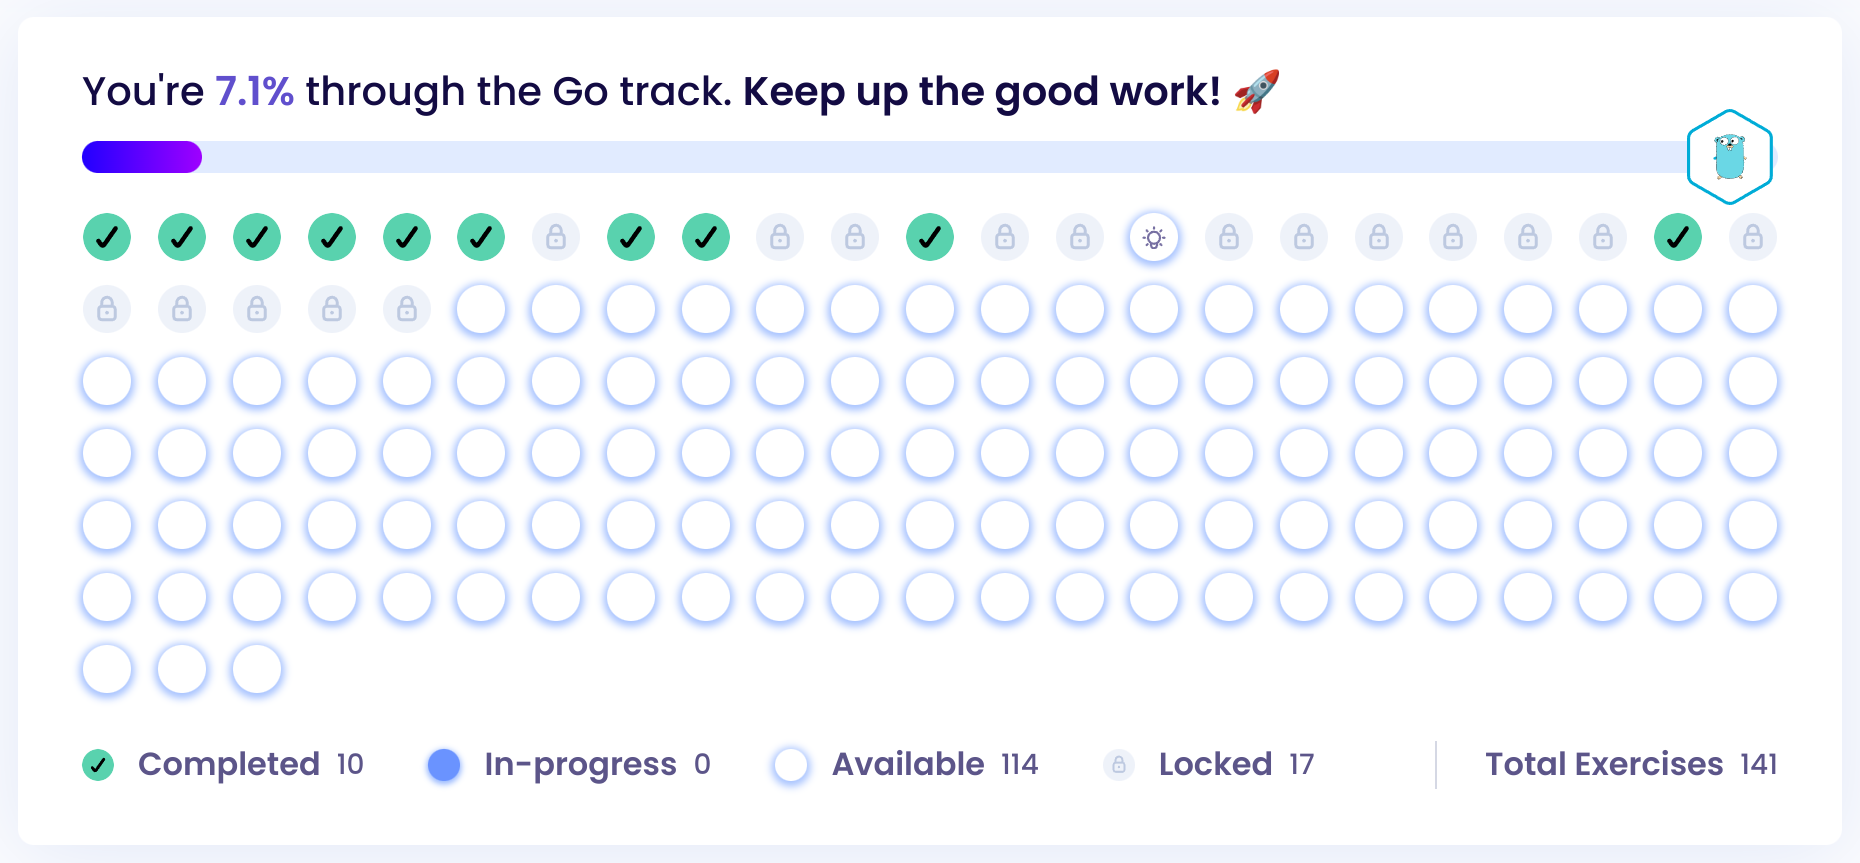 You're 7.1% through the Go track. Keep up the good work! 🚀
Completed 10 In-progress 0 Available 114 Locked 17 Total Exercises 141